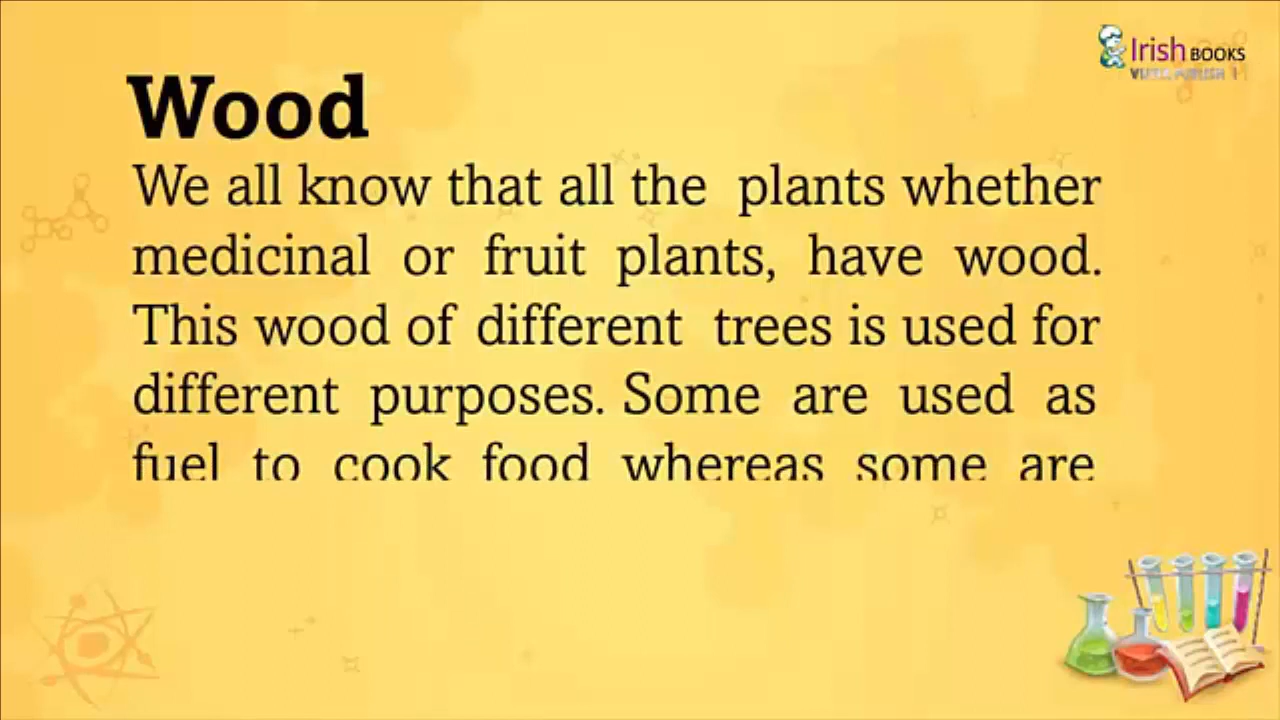 Irish BOOKS
Wood
We all know that all the plants whether
medicinal or fruit plants, have wood.
This wood of different trees is used for
different purposes. Some are used as
fuel to cook food whereas some are